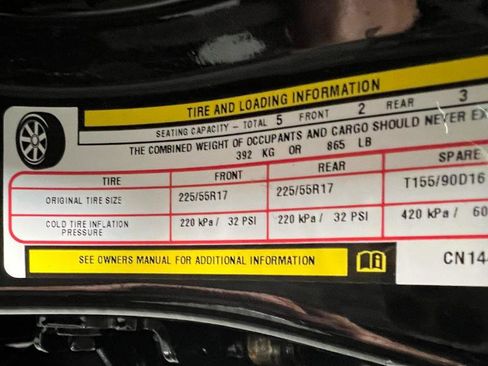 TIRE AND LOADING INFORMATION
SEATING CAPACITY - TOTAL 5 FRONT 2 REAR 3
THE COMBINED WEIGHT OF OCCUPANTS AND CARGO SHOULD NEVER EX
392 KG OR 865 LB
TIRE FRONT REAR SPARE
ORIGINAL TIRE SIZE 225/55R17 225/55R17 T155/90D16
COLD TIRE INFLATION PRESSURE 220 kPa / 32 PSI 220 kPa / 32 PSI 420 kPa / 60
SEE OWNERS MANUAL FOR ADDITIONAL INFORMATION
CN14